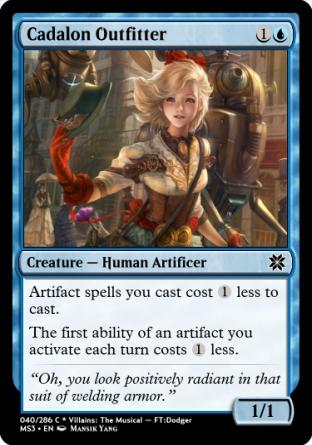 Cadalon Outfitter 1
Creature — Human Artificer
Artifact spells you cast cost 1 less to
cast.
The first ability of an artifact you
activate each turn costs 1 less.
“Oh, you look positively radiant in that
suit of welding armor.”
1/1
040/286 C * Villains: The Musical — FT:Dodger
MS3 • EN Mansik Yang